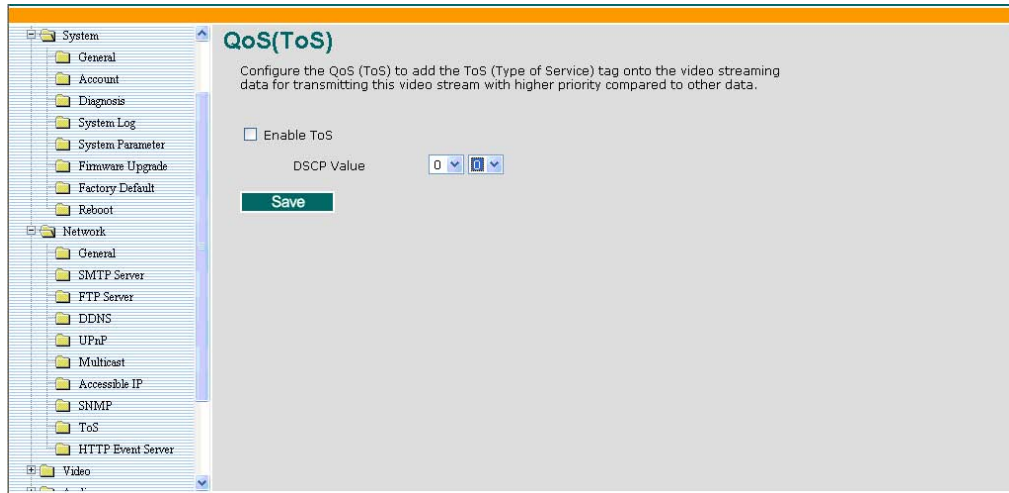 System
General
Account
Diagnosis
System Log
System Parameter
Firmware Upgrade
Factory Default
Reboot
Network
General
SMTP Server
FTP Server
DDNS
UPnP
Multicast
Accessible IP
SNMP
ToS
HTTP Event Server
Video
QoS(ToS)
Configure the QoS (ToS) to add the ToS (Type of Service) tag onto the video streaming
data for transmitting this video stream with higher priority compared to other data.
Enable ToS
DSCP Value 0 0
Save